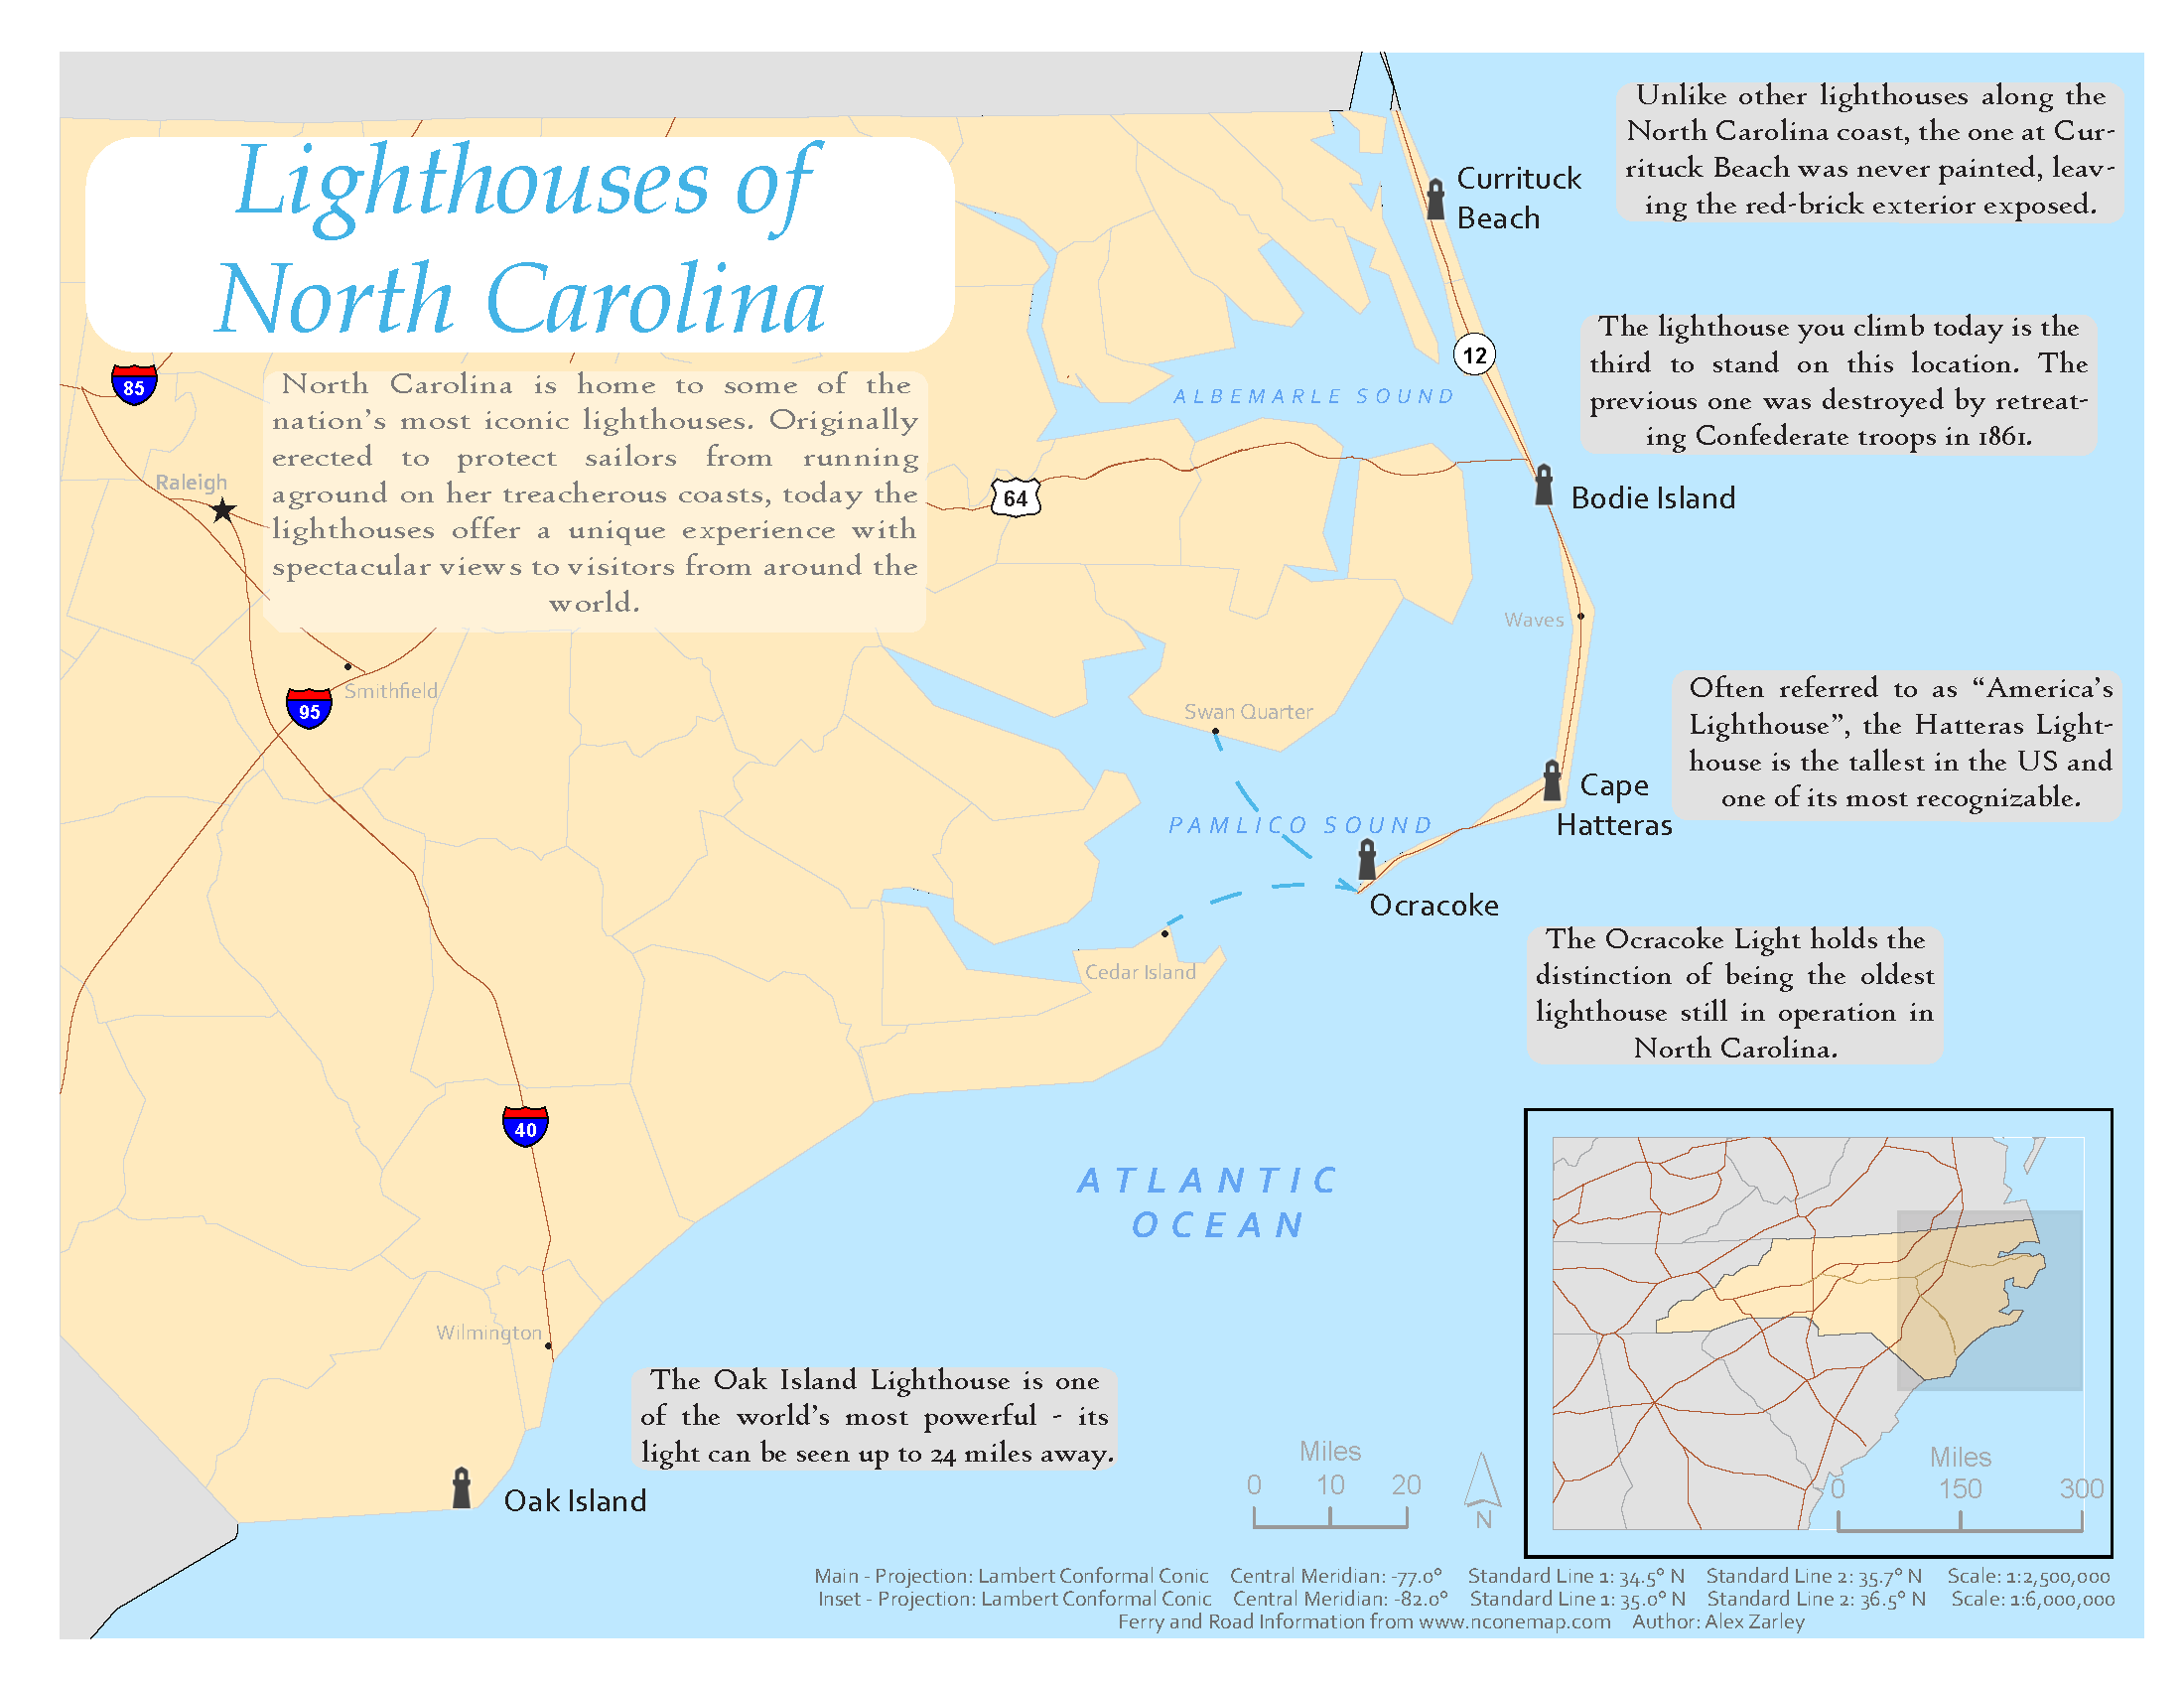 Lighthouses of
North Carolina
North Carolina is home to some of the
nation's most iconic lighthouses. Originally
erected to protect sailors from running
aground on her treacherous coasts, today the
lighthouses offer a unique experience with
spectacular views to visitors from around the
world.
Unlike other lighthouses along the
North Carolina coast, the one at Cur-
rituck Beach was never painted, leav-
ing the red-brick exterior exposed.
Currituck
Beach
The lighthouse you climb today is the
third to stand on this location. The
previous one was destroyed by retreat-
ing Confederate troops in 1861.
12
85
ALBEMARLE SOUND
Raleigh
64
Bodie Island
Waves
Smithfield
95
Swan Quarter
Often referred to as “America's
Lighthouse”, the Hatteras Light-
house is the tallest in the US and
one of its most recognizable.
Cape
Hatteras
PAMLICO SOUND
Ocracoke
The Ocracoke Light holds the
distinction of being the oldest
lighthouse still in operation in
North Carolina.
Cedar Island
40
ATLANTIC
OCEAN
Wilmington
The Oak Island Lighthouse is one
of the world's most powerful - its
light can be seen up to 24 miles away.
Oak Island
Miles
0 10 20
N
Miles
0 150 300
Main - Projection: Lambert Conformal Conic Central Meridian: -77.0° Standard Line 1: 34.5° N Standard Line 2: 35.7° N Scale: 1:2,500,000
Inset - Projection: Lambert Conformal Conic Central Meridian: -82.0° Standard Line 1: 35.0° N Standard Line 2: 36.5° N Scale: 1:6,000,000
Ferry and Road Information from www.nconemap.com Author: Alex Zarley